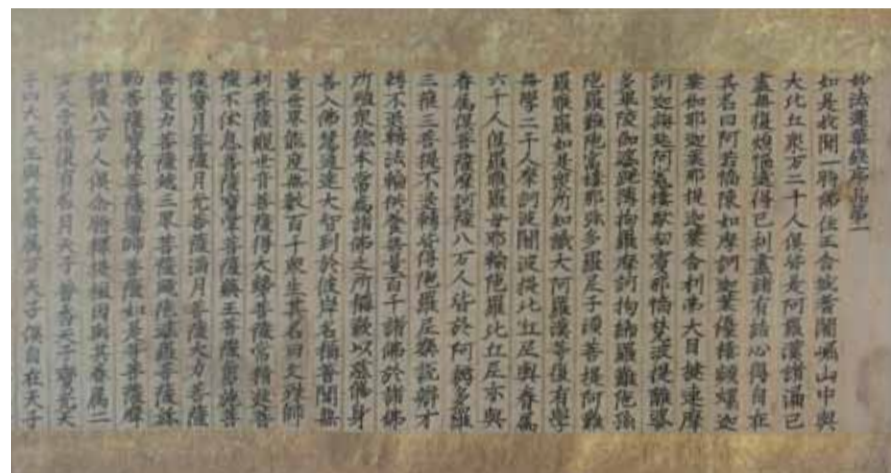 妙法蓮華經序品第一
如是我聞一時佛住王舍城耆闍崛山中與
大比丘衆万二千人俱皆是阿羅漢諸漏已
盡無復煩惱逮得己利盡諸有結心得自在
其名曰阿若憍陳如摩訶迦葉優樓頻螺迦
葉伽耶迦葉那提迦葉舍利弗大目揵連摩
訶迦旃延阿㝹樓馱劫賓那憍梵波提離婆
多畢陵伽婆蹉薄拘羅摩訶拘絺羅難陀孫
陀羅難陀富樓那弥多羅尼子湏菩提阿難
羅睺羅如是衆所知識大阿羅漢等復有學
無學二千人摩訶波闍波提比丘尼與眷屬
六千人俱羅睺羅母耶輸陀羅比丘尼亦與
眷屬俱菩薩摩訶薩八万人皆於阿耨多羅
三藐三菩提不退轉皆得陀羅尼樂說辯才
轉不退轉法輪供養無量百千諸佛於諸佛
所殖衆德本常為諸佛之所稱歎以慈脩身
善入佛慧通達大智到於彼岸名稱普聞無
量世界能度無數百千衆生其名曰文殊師
利菩薩觀世音菩薩得大勢菩薩常精進菩
薩不休息菩薩寶掌菩薩藥王菩薩勇施菩
薩寶月菩薩月光菩薩滿月菩薩大力菩薩
無量力菩薩越三界菩薩跋陀婆羅菩薩弥
勒菩薩寶積菩薩導師菩薩如是等菩薩摩
訶薩八万人俱尒時釋提桓因與其眷屬二
万天子俱復有名月天子普香天子寶光天
子四大天王與其眷屬万天子俱自在天子